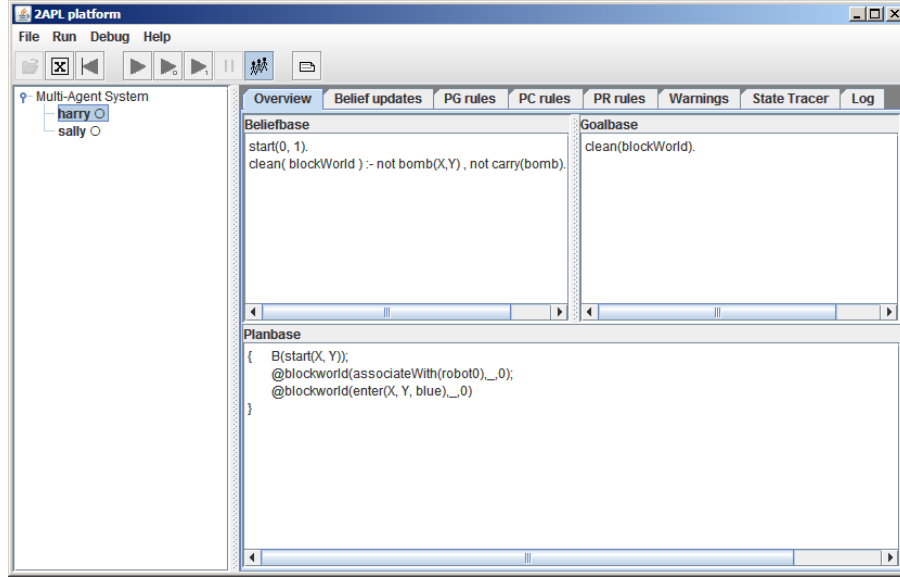 2APL platform
File Run Debug Help
Multi-Agent System
harry
sally
Overview Belief updates PG rules PC rules PR rules Warnings State Tracer Log
Beliefbase
start(0, 1).
clean( blockWorld ) :- not bomb(X,Y) , not carry(bomb).
Goalbase
clean(blockWorld).
Planbase
{ B(start(X, Y));
@blockworld(associateWith(robot0),_,0);
@blockworld(enter(X, Y, blue),_,0)
}